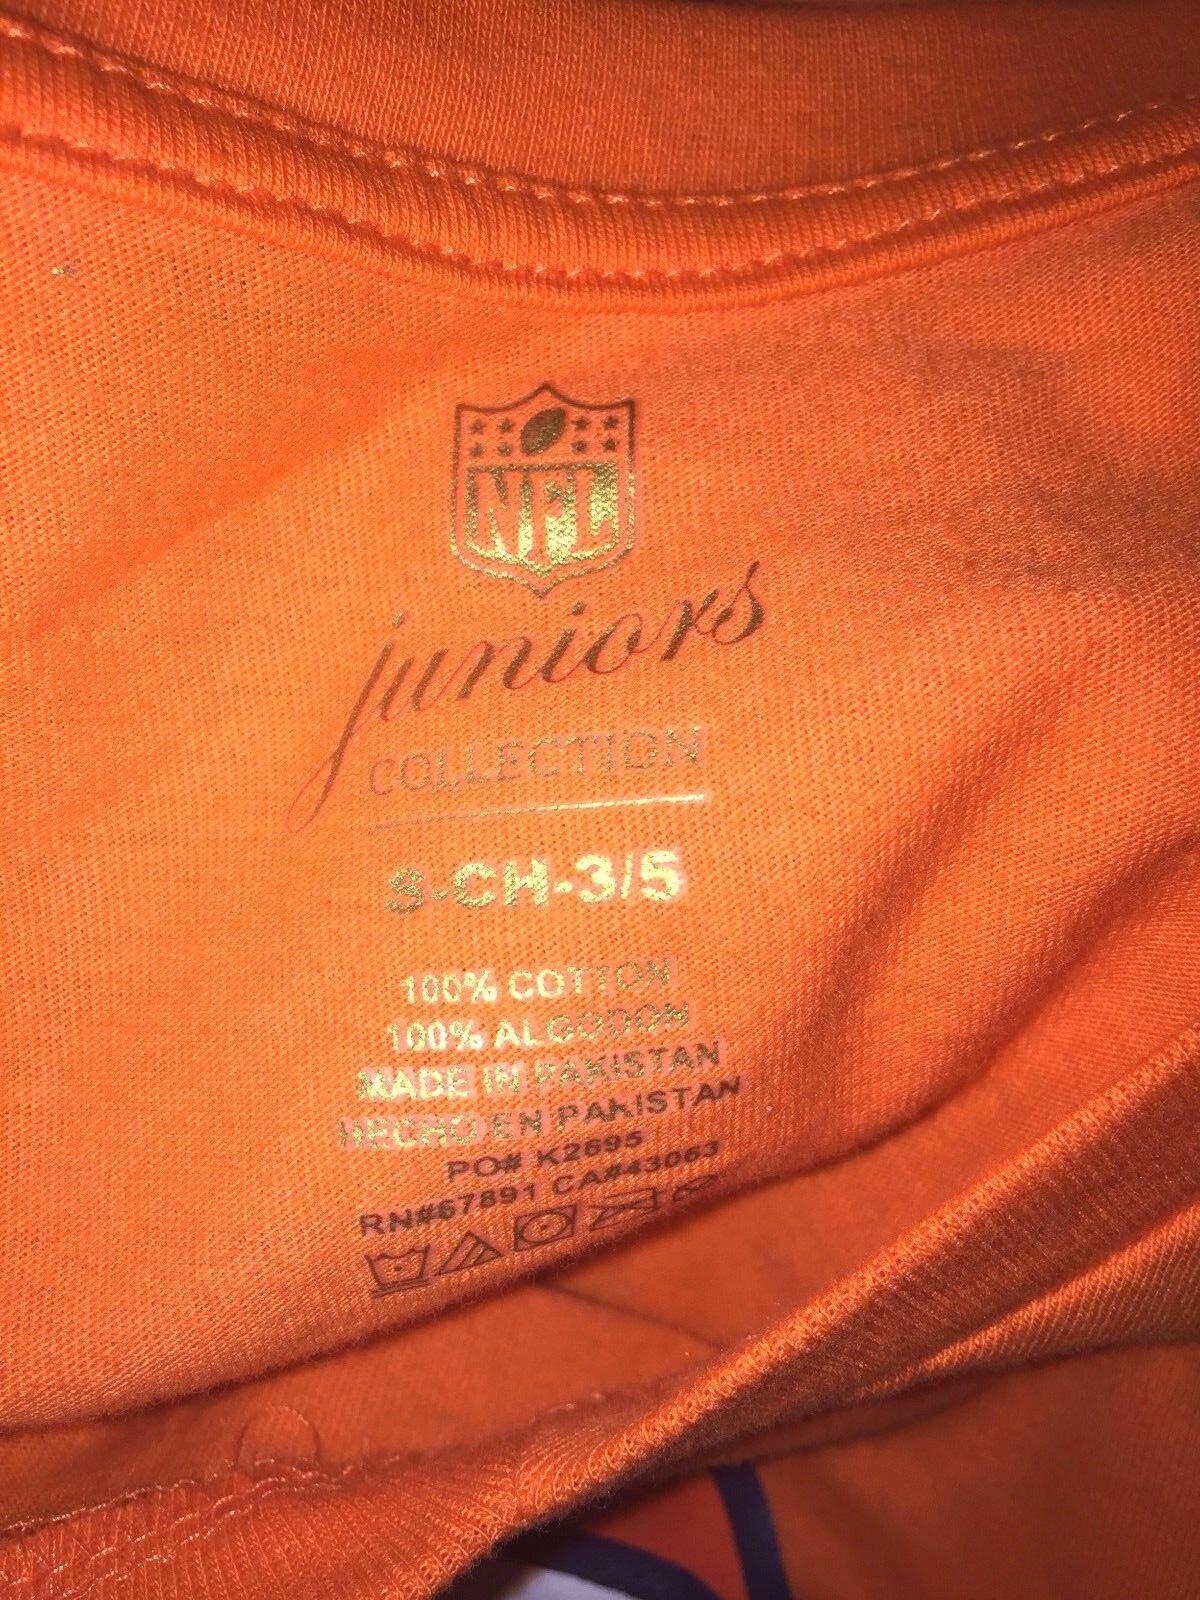 NFL
juniors
COLLECTION
S-CH-3/5
100% COTTON
100% ALGODON
MADE IN PAKISTAN
HECHO EN PAKISTAN
PO# K2695
RN#67891 CA#43063